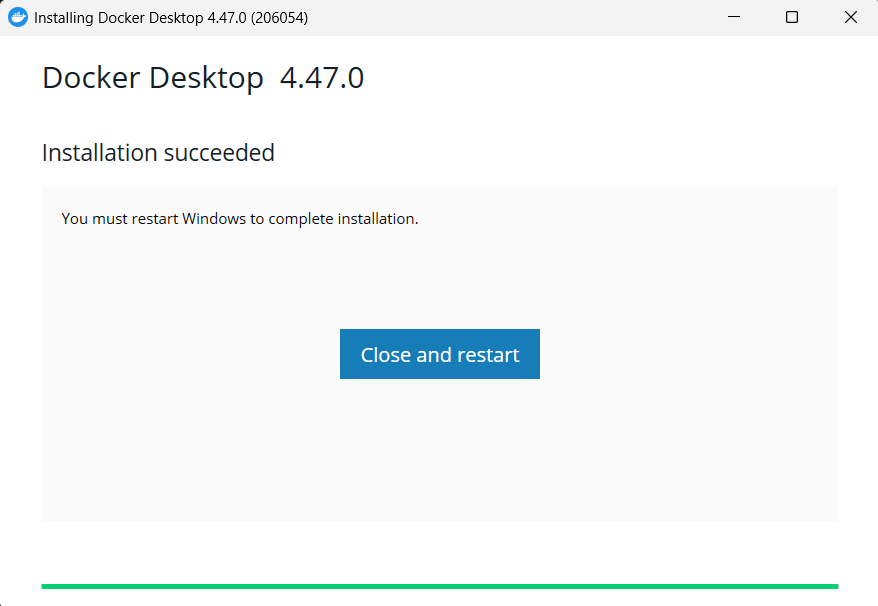 Installing Docker Desktop 4.47.0 (206054)
Docker Desktop 4.47.0
Installation succeeded
You must restart Windows to complete installation.
Close and restart